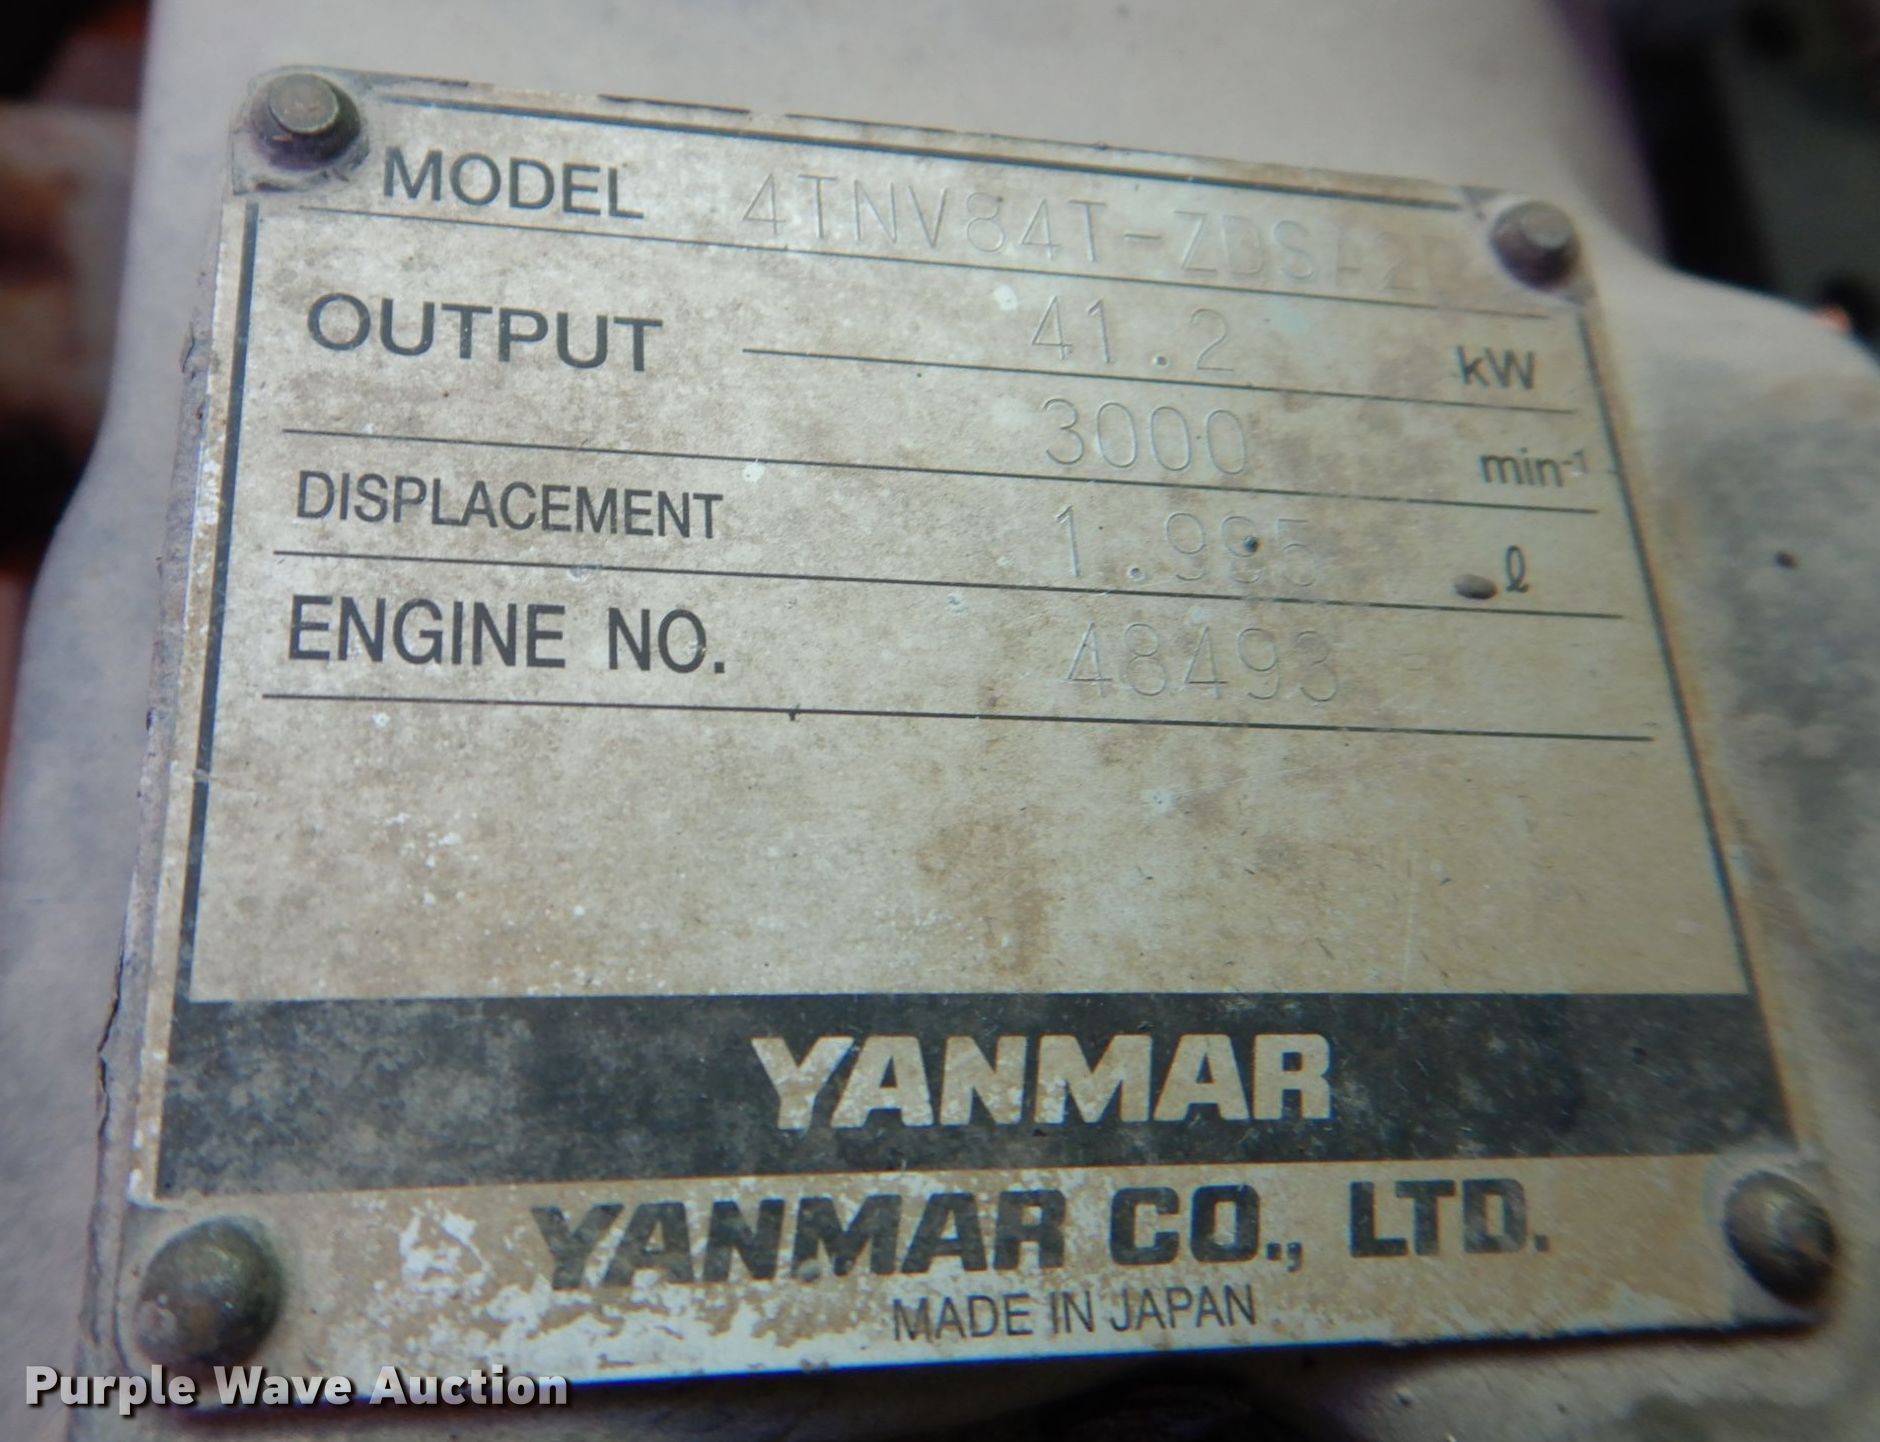 MODEL 4TNV84T-ZDSA2
OUTPUT 41.2 kW
3000 min⁻¹
DISPLACEMENT 1.995 ℓ
ENGINE NO. 48493
YANMAR
YANMAR CO., LTD.
MADE IN JAPAN
Purple Wave Auction